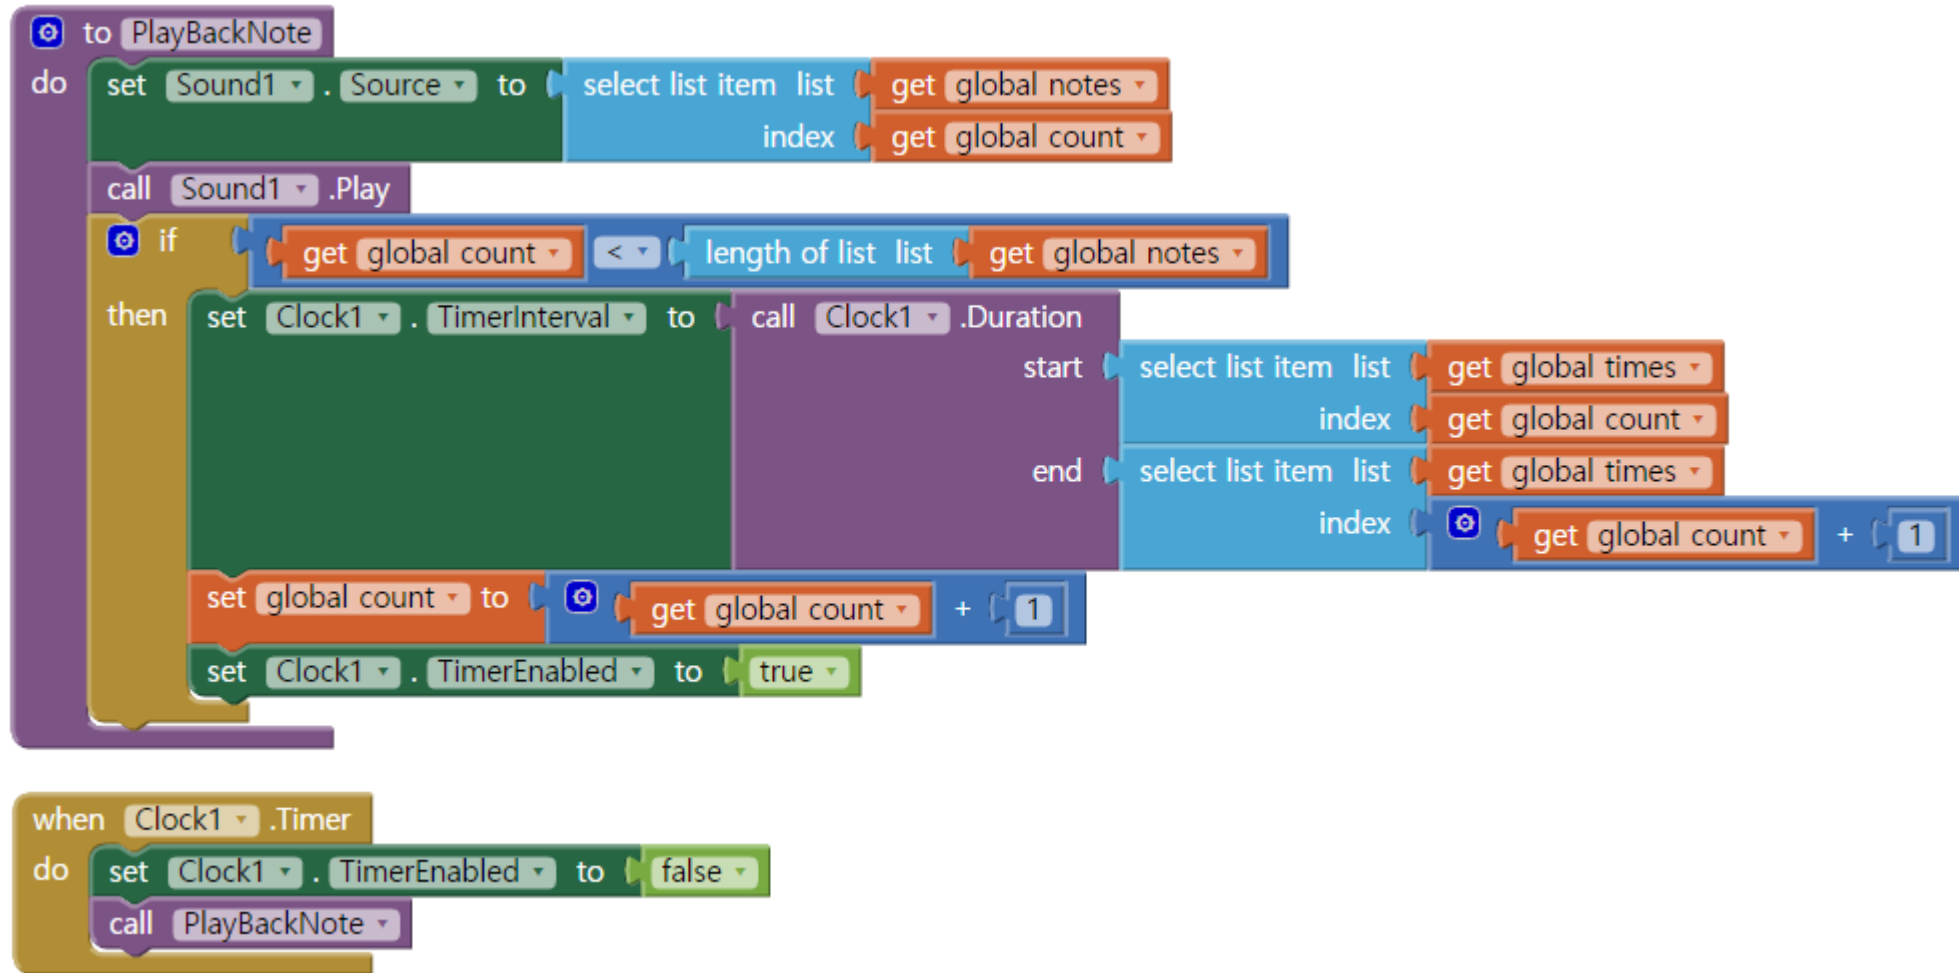 to PlayBackNote
do set Sound1 . Source to select list item list get global notes
index get global count
call Sound1 .Play
if get global count < length of list list get global notes
then set Clock1 . TimerInterval to call Clock1 .Duration
start select list item list get global times
index get global count
end select list item list get global times
index get global count + 1
set global count to get global count + 1
set Clock1 . TimerEnabled to true
when Clock1 .Timer
do set Clock1 . TimerEnabled to false
call PlayBackNote